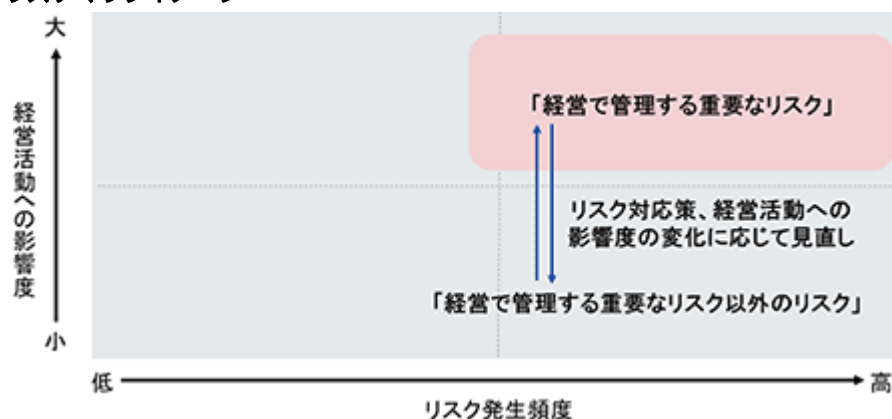 大
「経営で管理する重要なリスク」
経営活動への影響度
リスク対応策、経営活動への
影響度の変化に応じて見直し
「経営で管理する重要なリスク以外のリスク」
小
低
高
リスク発生頻度